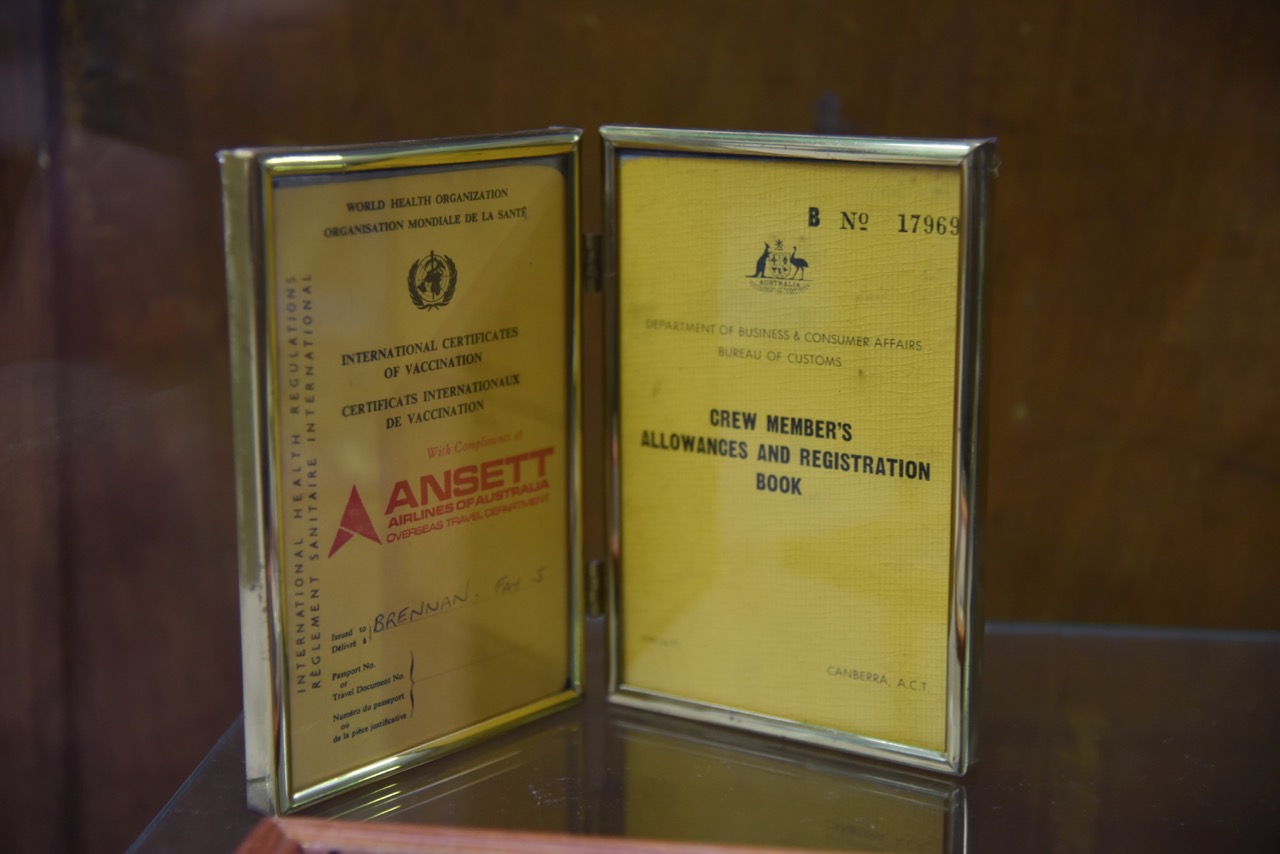 WORLD HEALTH ORGANIZATION
ORGANISATION MONDIALE DE LA SANTÉ
INTERNATIONAL HEALTH REGULATIONS
RÈGLEMENT SANITAIRE INTERNATIONAL
INTERNATIONAL CERTIFICATES
OF VACCINATION
CERTIFICATS INTERNATIONAUX
DE VACCINATION
With Compliments of
ANSETT
AIRLINES OF AUSTRALIA
OVERSEAS TRAVEL DEPARTMENT
Issued to BRENNAN. FAY J
Délivré à
Passport No.
or
Travel Document No.
Numéro du passeport
ou
de la pièce justificative
B Nº 17969
AUSTRALIA
DEPARTMENT OF BUSINESS & CONSUMER AFFAIRS
BUREAU OF CUSTOMS
CREW MEMBER'S
ALLOWANCES AND REGISTRATION
BOOK
CANBERRA, A.C.T.